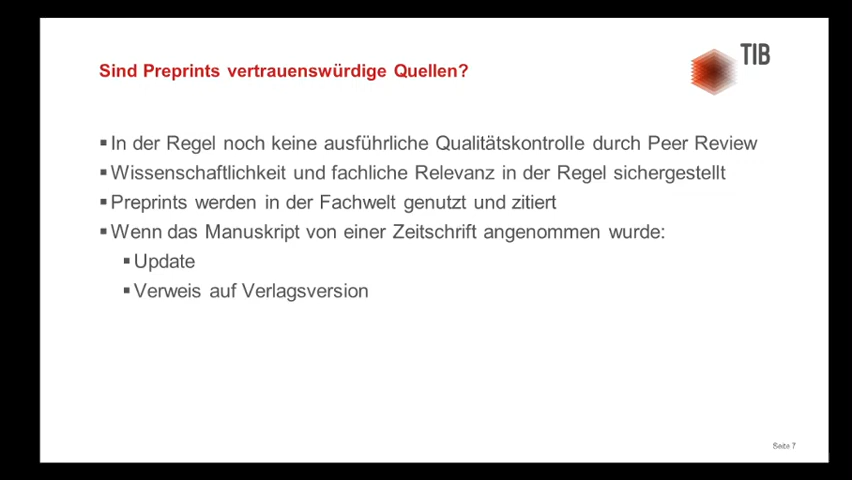 TIB
Sind Preprints vertrauenswürdige Quellen?
▪ In der Regel noch keine ausführliche Qualitätskontrolle durch Peer Review
▪ Wissenschaftlichkeit und fachliche Relevanz in der Regel sichergestellt
▪ Preprints werden in der Fachwelt genutzt und zitiert
▪ Wenn das Manuskript von einer Zeitschrift angenommen wurde:
▪ Update
▪ Verweis auf Verlagsversion
Seite 7